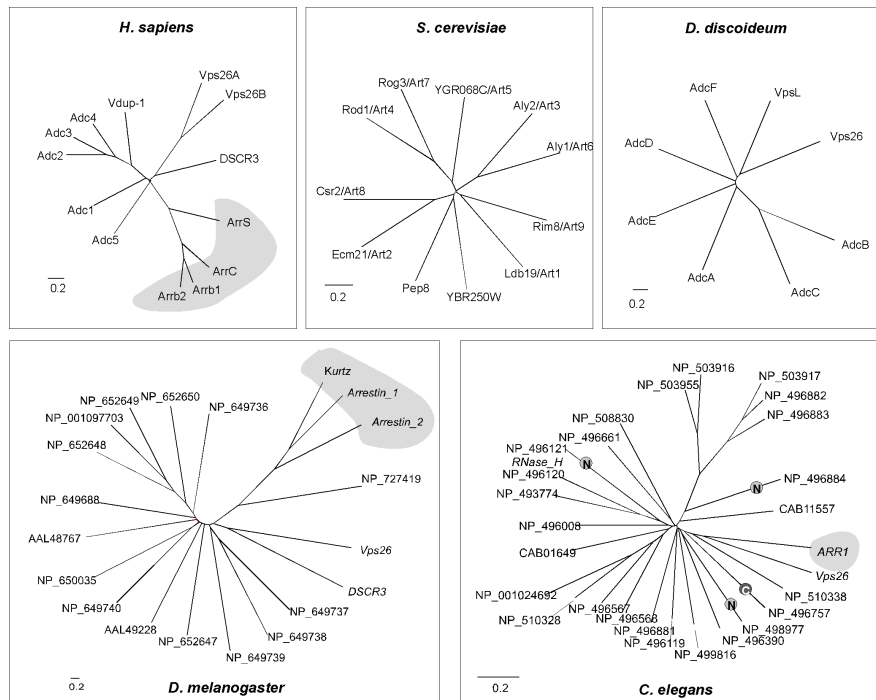 H. sapiens
Vps26A
Vps26B
Vdup-1
Adc4
Adc3
Adc2
DSCR3
Adc1
Adc5
ArrS
ArrC
Arrb1
Arrb2
0.2
S. cerevisiae
Rog3/Art7
YGR068C/Art5
Rod1/Art4
Aly2/Art3
Aly1/Art6
Csr2/Art8
Rim8/Art9
Ecm21/Art2
Ldb19/Art1
Pep8
YBR250W
0.2
D. discoideum
AdcF
VpsL
AdcD
Vps26
AdcE
AdcB
AdcA
AdcC
0.2
Kurtz
Arrestin_1
Arrestin_2
NP_652649
NP_652650
NP_649736
NP_001097703
NP_652648
NP_727419
NP_649688
AAL48767
Vps26
NP_650035
DSCR3
NP_649740
NP_649737
AAL49228
NP_649738
NP_652647
NP_649739
0.2
D. melanogaster
NP_503916
NP_503955
NP_503917
NP_496882
NP_496883
NP_508830
NP_496661
NP_496121
RNase_H
N
NP_496120
NP_493774
NP_496884
N
CAB11557
NP_496008
CAB01649
ARR1
Vps26
NP_001024692
NP_510338
C
NP_496757
N
NP_510328
NP_496567
NP_496568
NP_498977
NP_496881
NP_496390
NP_496119
NP_499816
0.2
C. elegans